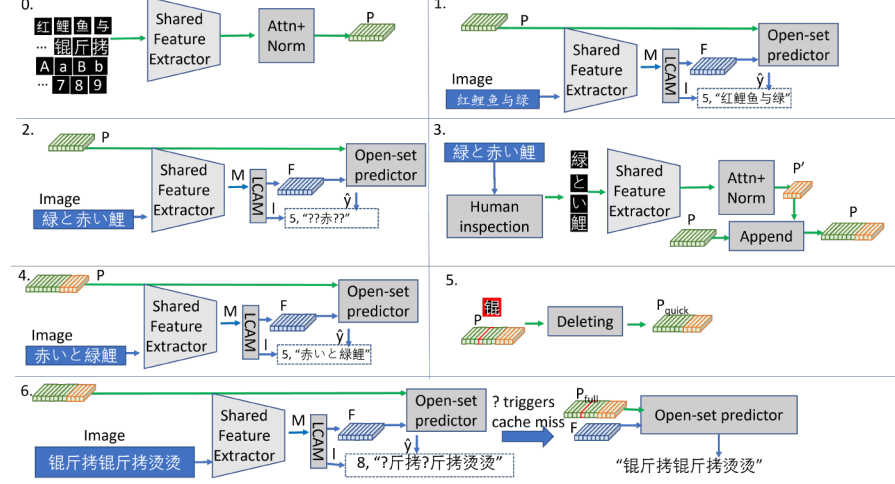 0.
红 鲤 鱼 与
... 锟 斤 拷
A a B b
... 7 8 9
Shared Feature Extractor
Attn+ Norm
P
1.
P
Image
红鲤鱼与绿
Shared Feature Extractor
M
LCAM
F
l
Open-set predictor
ŷ
5, “红鲤鱼与绿”
2.
P
Image
緑と赤い鯉
Shared Feature Extractor
M
LCAM
F
l
Open-set predictor
ŷ
5, “??赤??”
3.
緑と赤い鯉
Human inspection
緑 と い 鯉
Shared Feature Extractor
Attn+ Norm
P'
P
Append
P
4.
P
Image
赤いと緑鯉
Shared Feature Extractor
M
LCAM
F
l
Open-set predictor
ŷ
5, “赤いと緑鯉”
5.
锟
P
Deleting
Pquick
6.
Image
锟斤拷锟斤拷烫烫
Shared Feature Extractor
M
LCAM
F
l
Open-set predictor
ŷ
8, “?斤拷?斤拷烫烫”
? triggers cache miss
Pfull
F
Open-set predictor
“锟斤拷锟斤拷烫烫”